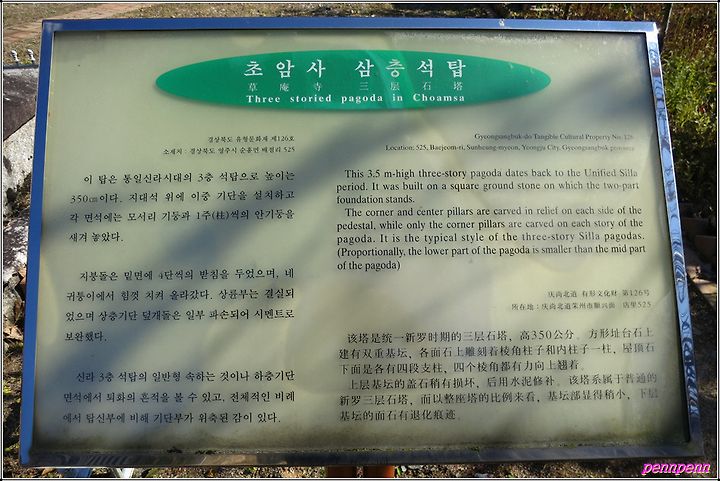 초암사 삼층석탑
草庵寺 三层石塔
Three storied pagoda in Choamsa
경상북도 유형문화재 제126호
소재지 : 경상북도 영주시 순흥면 배점리 525
이 탑은 통일신라시대의 3층 석탑으로 높이는
350㎝이다. 지대석 위에 이중 기단을 설치하고
각 면석에는 모서리 기둥과 1주(柱)씩의 안기둥을
새겨 놓았다.
지붕돌은 밑면에 4단씩의 받침을 두었으며, 네
귀퉁이에서 힘껏 치켜 올라갔다. 상륜부는 결실되
었으며 상층기단 덮개돌은 일부 파손되어 시멘트로
보완했다.
신라 3층 석탑의 일반형 속하는 것이나 하층기단
면석에서 퇴화의 흔적을 볼 수 있고, 전체적인 비례
에서 탑신부에 비해 기단부가 위축된 감이 있다.
Gyeongsangbuk-do Tangible Cultural Property No. 126
Location: 525, Baejeom-ri, Sunheung-myeon, Yeongju City, Gyeongsangbuk province
This 3.5 m-high three-story pagoda dates back to the Unified Silla
period. It was built on a square ground stone on which the two-part
foundation stands.
The corner and center pillars are carved in relief on each side of the
pedestal, while only the corner pillars are carved on each story of the
pagoda. It is the typical style of the three-story Silla pagodas.
(Proportionally, the lower part of the pagoda is smaller than the mid part
of the pagoda)
庆尚北道 有形文化财 第126号
所在地 : 庆尚北道荣州市顺兴面 店里525
该塔是统一新罗时期的三层石塔，高350公分。方形址台石上
建有双重基坛，各面石上雕刻着棱角柱子和内柱子一柱，屋顶石
下面是各有四段支柱，四个棱角都有力向上翘着。
上层基坛的盖石稍有损坏，后用水泥修补。该塔系属于普通的
新罗三层石塔，而以整座塔的比例来看，基坛部显得稍小，下层
基坛的面石有退化痕迹.
pennpenn